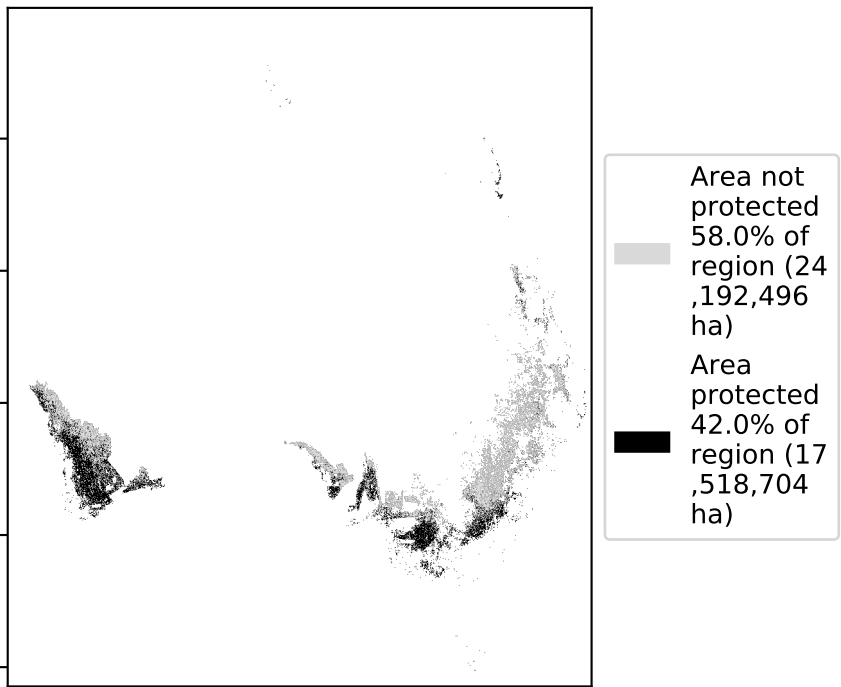 Area not
protected
58.0% of
region (24
,192,496
ha)
Area
protected
42.0% of
region (17
,518,704
ha)